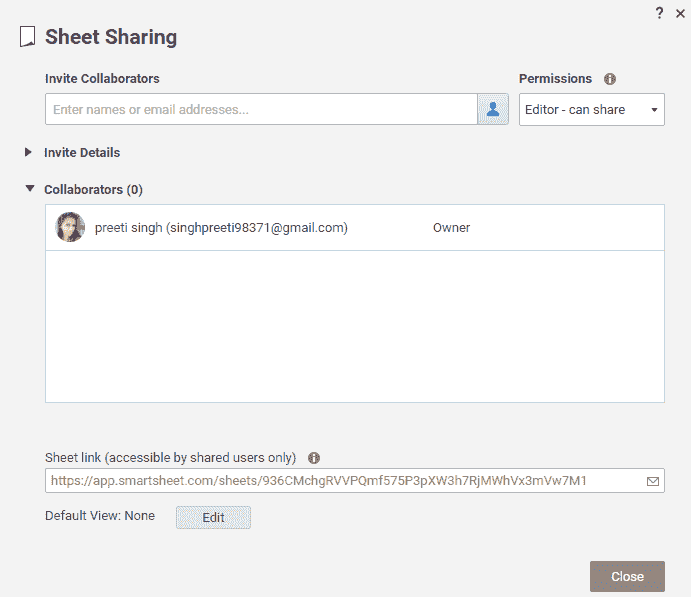 ? ×
Sheet Sharing
Invite Collaborators Permissions
Enter names or email addresses... Editor - can share
Invite Details
Collaborators (0)
preeti singh (singhpreeti98371@gmail.com) Owner
Sheet link (accessible by shared users only)
https://app.smartsheet.com/sheets/936CMchgRVVPQmf575P3pXW3h7RjMWhVx3mVw7M1
Default View: None Edit
Close